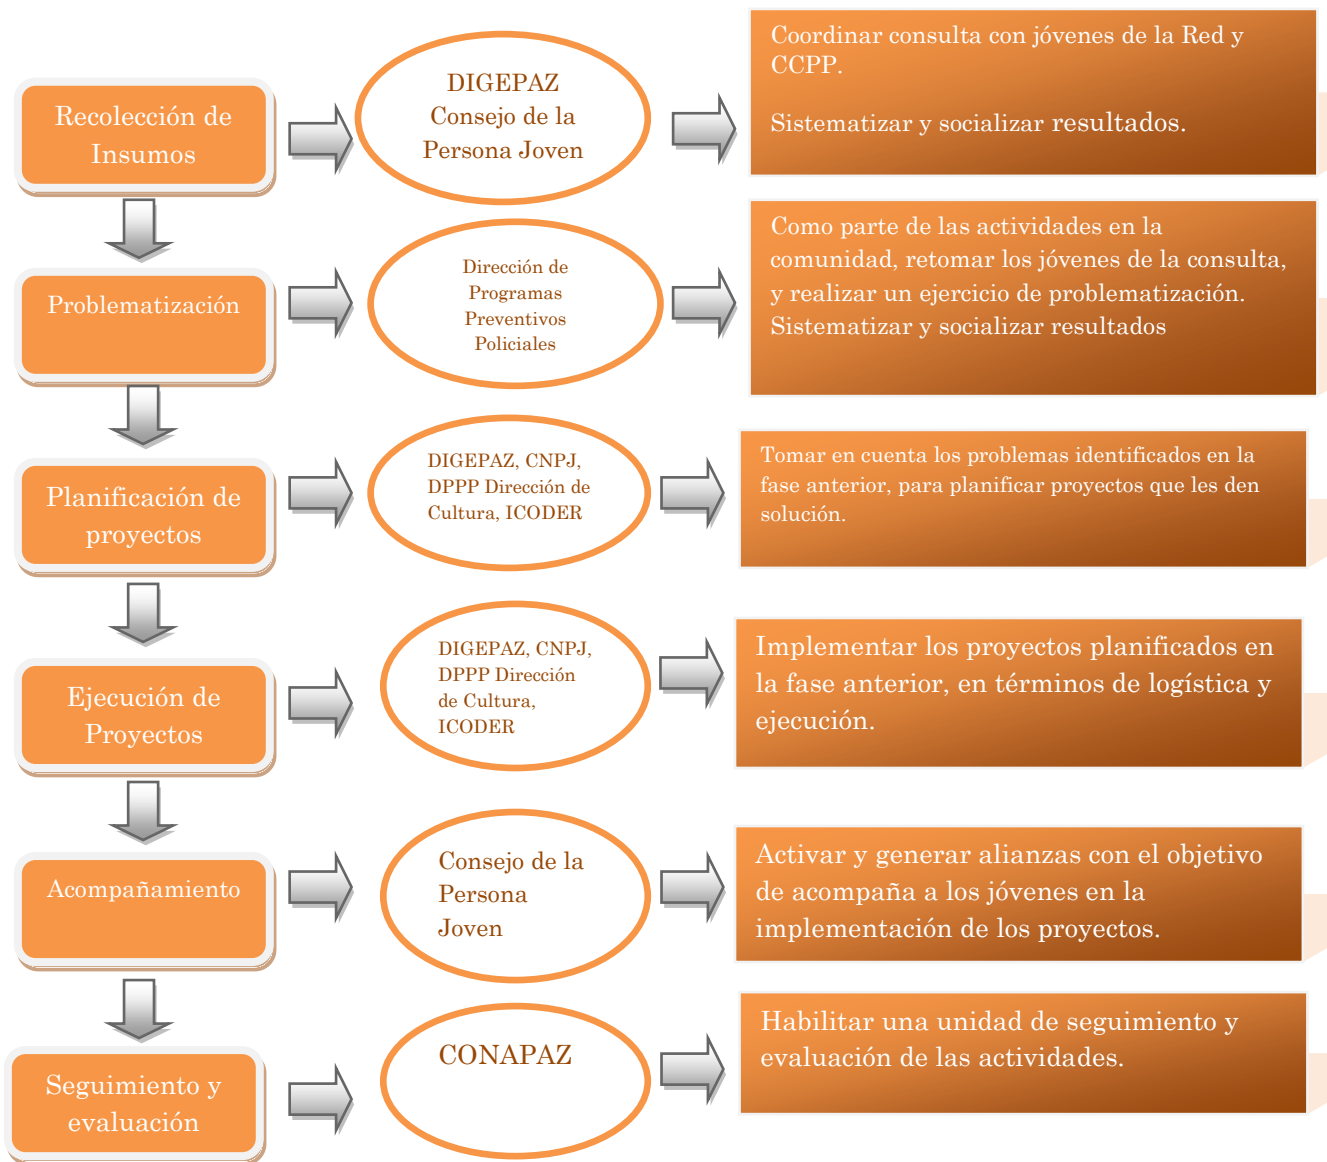 Recolección de
Insumos
DIGEPAZ
Consejo de la
Persona Joven
Coordinar consulta con jóvenes de la Red y
CCPP.
Sistematizar y socializar resultados.
Problematización
Dirección de
Programas
Preventivos
Policiales
Como parte de las actividades en la
comunidad, retomar los jóvenes de la consulta,
y realizar un ejercicio de problematización.
Sistematizar y socializar resultados
Planificación de
proyectos
DIGEPAZ, CNPJ,
DPPP Dirección de
Cultura, ICODER
Tomar en cuenta los problemas identificados en la
fase anterior, para planificar proyectos que les den
solución.
Ejecución de
Proyectos
DIGEPAZ, CNPJ,
DPPP Dirección
de Cultura,
ICODER
Implementar los proyectos planificados en
la fase anterior, en términos de logística y
ejecución.
Acompañamiento
Consejo de la
Persona
Joven
Activar y generar alianzas con el objetivo
de acompaña a los jóvenes en la
implementación de los proyectos.
Seguimiento y
evaluación
CONAPAZ
Habilitar una unidad de seguimiento y
evaluación de las actividades.